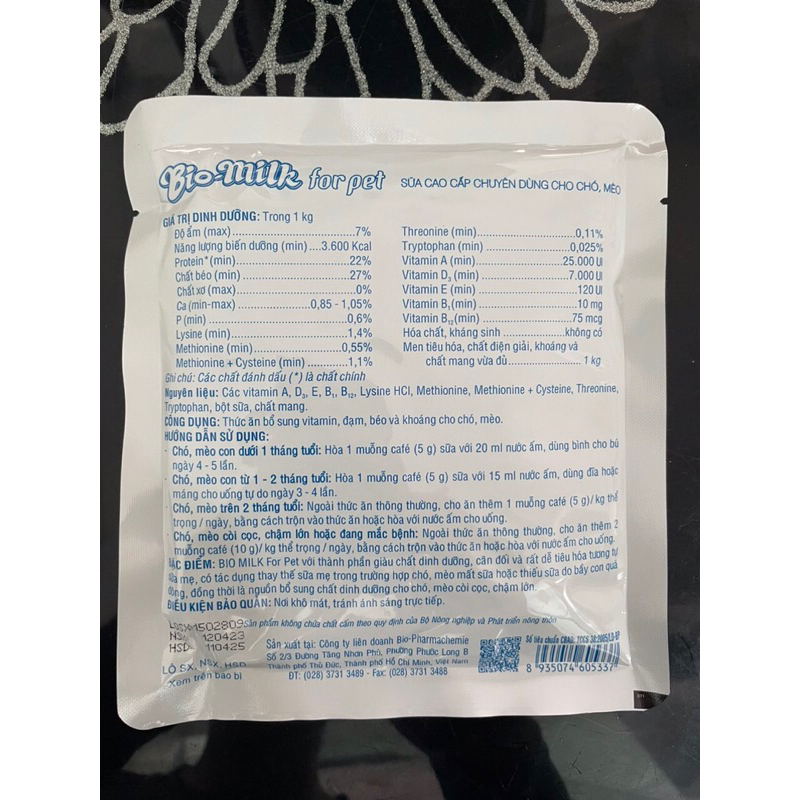 Bio-Milk for pet SỮA CAO CẤP CHUYÊN DÙNG CHO CHÓ, MÈO
GIÁ TRỊ DINH DƯỠNG: Trong 1 kg
Độ ẩm (max)..................7%
Năng lượng biến dưỡng (min)....3.600 Kcal
Protein*(min)..................22%
Chất béo (min)..................27%
Chất xơ (max)..................0%
Ca (min-max)..................0,85 - 1,05%
P (min)..................0,6%
Lysine (min)..................1,4%
Methionine (min)..................0,55%
Methionine + Cysteine (min)..................1,1%
Threonine (min)..................0,11%
Tryptophan (min)..................0,025%
Vitamin A (min)..................25.000 UI
Vitamin D3 (min)..................7.000 UI
Vitamin E (min)..................120 UI
Vitamin B1 (min)..................10 mg
Vitamin B12 (min)..................75 mcg
Hóa chất, kháng sinh..................không có
Men tiêu hóa, chất điện giải, khoáng và
chất mang vừa đủ..................1 kg
Ghi chú: Các chất đánh dấu (*) là chất chính
Nguyên liệu: Các vitamin A, D3, E, B1, B12, Lysine HCl, Methionine, Methionine + Cysteine, Threonine,
Tryptophan, bột sữa, chất mang.
CÔNG DỤNG: Thức ăn bổ sung vitamin, đạm, béo và khoáng cho chó, mèo.
HƯỚNG DẪN SỬ DỤNG:
· Chó, mèo con dưới 1 tháng tuổi: Hòa 1 muỗng café (5 g) sữa với 20 ml nước ấm, dùng bình cho bú
ngày 4 - 5 lần.
· Chó, mèo con từ 1 - 2 tháng tuổi: Hòa 1 muỗng café (5 g) sữa với 15 ml nước ấm, dùng đĩa hoặc
máng cho uống tự do ngày 3 - 4 lần.
· Chó, mèo trên 2 tháng tuổi: Ngoài thức ăn thông thường, cho ăn thêm 1 muỗng café (5 g)/ kg thể
trọng / ngày, bằng cách trộn vào thức ăn hoặc hòa với nước ấm cho uống.
· Chó, mèo còi cọc, chậm lớn hoặc đang mắc bệnh: Ngoài thức ăn thông thường, cho ăn thêm 2
muỗng café (10 g)/ kg thể trọng / ngày, bằng cách trộn vào thức ăn hoặc hòa với nước ấm cho uống.
ĐẶC ĐIỂM: BIO MILK For Pet với thành phần giàu chất dinh dưỡng, cân đối và rất dễ tiêu hóa tương tự
sữa mẹ, có tác dụng thay thế sữa mẹ trong trường hợp chó, mèo mất sữa hoặc thiếu sữa do bầy con quá
đông, đồng thời là nguồn bổ sung chất dinh dưỡng cho chó, mèo còi cọc, chậm lớn.
ĐIỀU KIỆN BẢO QUẢN: Nơi khô mát, tránh ánh sáng trực tiếp.
Sản phẩm không chứa chất cấm theo quy định của Bộ Nông nghiệp và Phát triển nông thôn
1502809
120423
HSD 110425
LÔ SX, NSX, HSD
Xem trên bao bì
Sản xuất tại: Công ty liên doanh Bio-Pharmachemie
Số 2/3 Đường Tăng Nhơn Phú, Phường Phước Long B
Thành phố Thủ Đức, Thành phố Hồ Chí Minh, Việt Nam
ĐT: (028) 3731 3489 - Fax: (028) 3731 3488
8 935074 605337